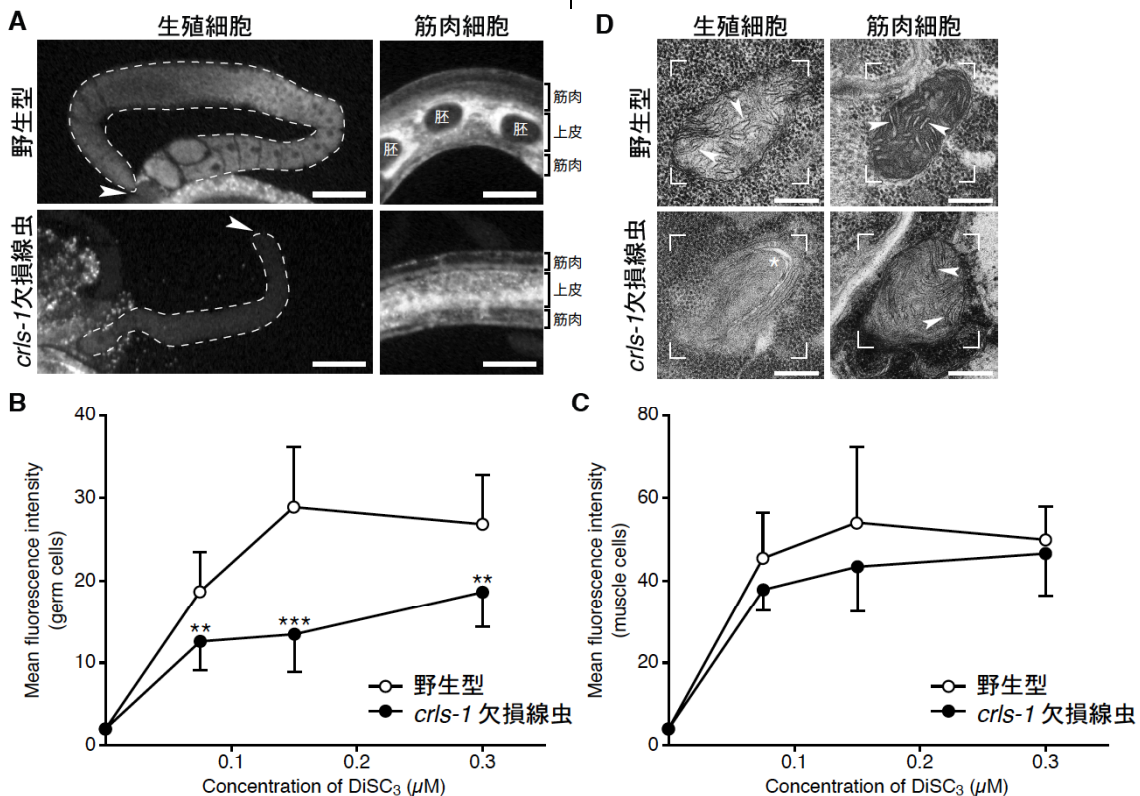 A
生殖細胞
筋肉細胞
野生型
胚
胚
胚
筋肉
上皮
筋肉
crls-1欠損線虫
筋肉
上皮
筋肉
D
生殖細胞
筋肉細胞
野生型
crls-1欠損線虫
*
B
Mean fluorescence intensity
(germ cells)
40
30
20
10
0
**
***
**
野生型
crls-1 欠損線虫
0.1
0.2
0.3
Concentration of DiSC₃ (μM)
C
Mean fluorescence intensity
(muscle cells)
80
60
40
20
0
野生型
crls-1 欠損線虫
0.1
0.2
0.3
Concentration of DiSC₃ (μM)